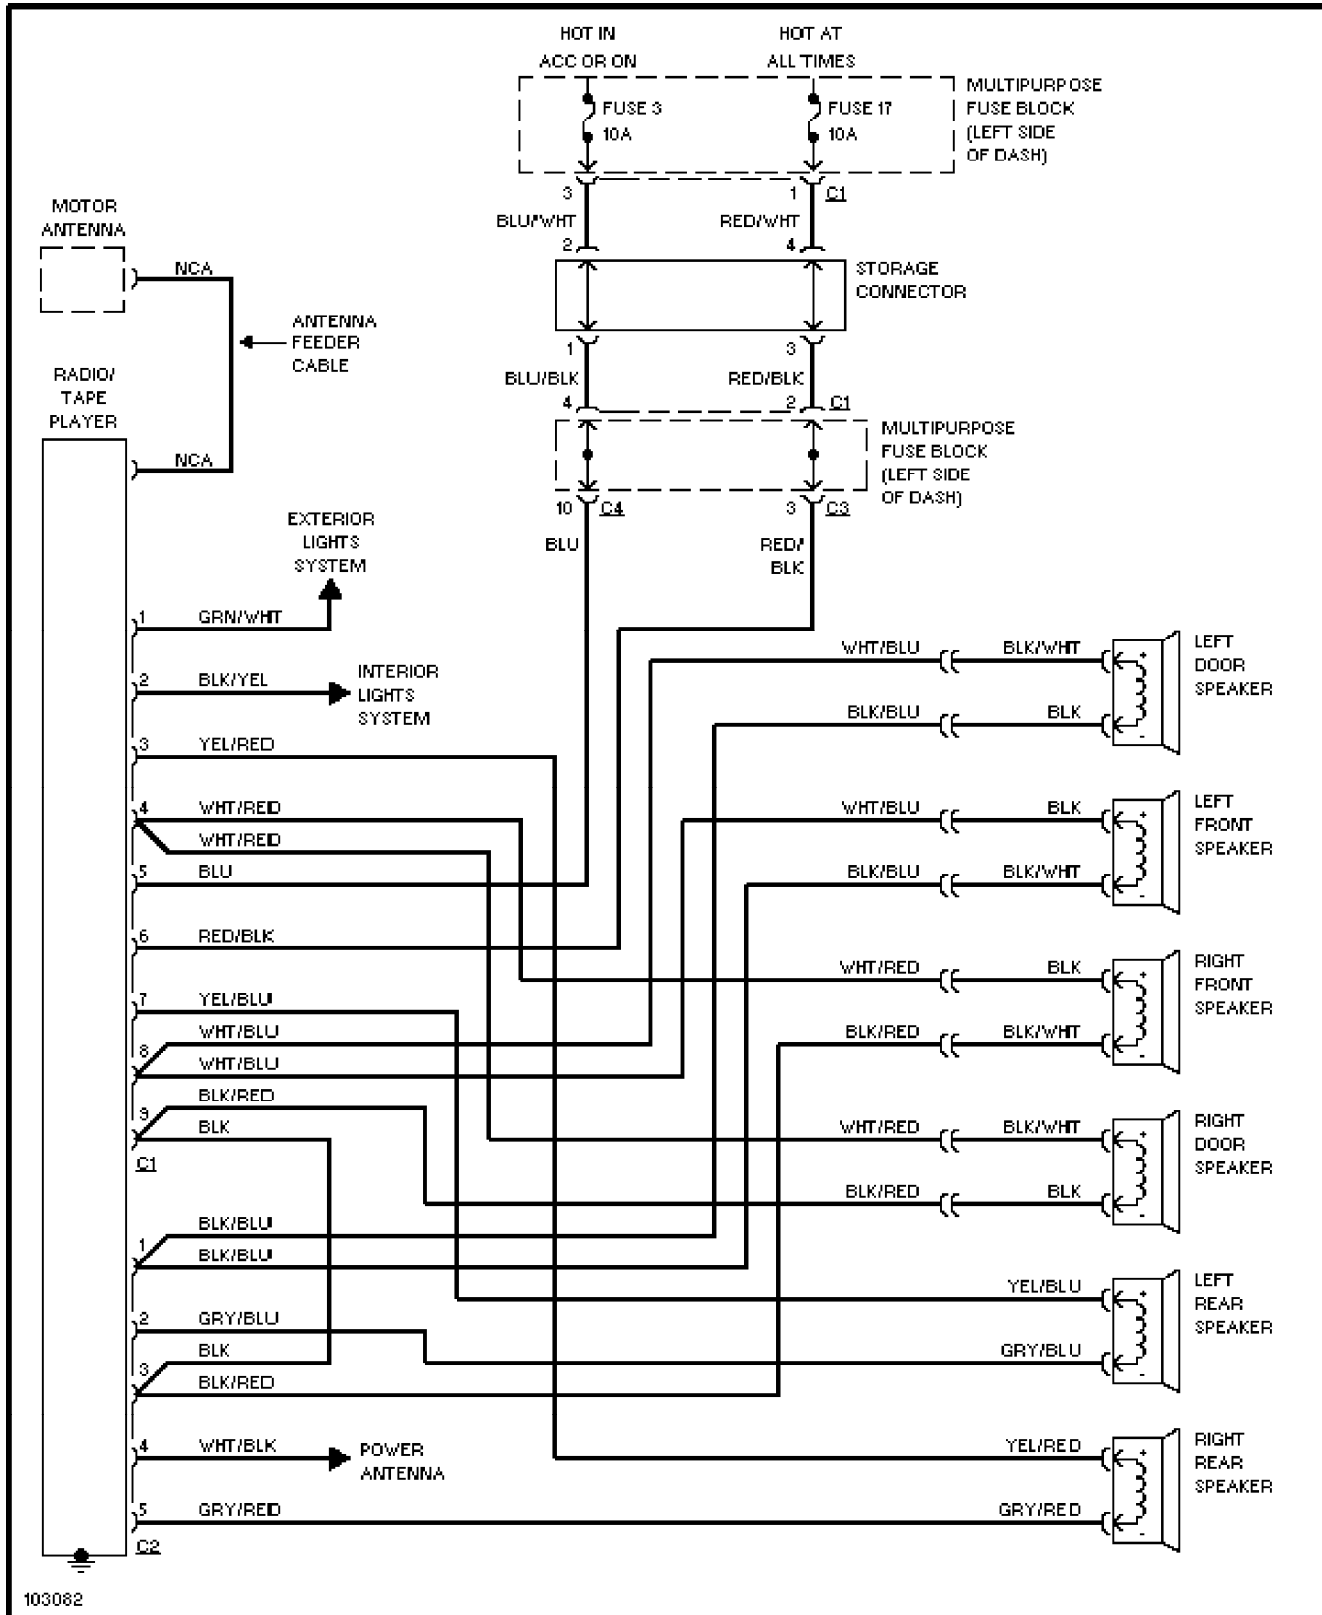 HOT IN
ACC OR ON
HOT AT
ALL TIMES
FUSE 3
10A
FUSE 17
10A
MULTIPURPOSE
FUSE BLOCK
(LEFT SIDE
OF DASH)
3
1 C1
BLU/WHT
RED/WHT
2
4
STORAGE
CONNECTOR
1
3
BLU/BLK
RED/BLK
4
2 C1
MULTIPURPOSE
FUSE BLOCK
(LEFT SIDE
OF DASH)
10 C4
3 C3
BLU
RED/
BLK
MOTOR
ANTENNA
NCA
ANTENNA
FEEDER
CABLE
RADIO/
TAPE
PLAYER
NCA
EXTERIOR
LIGHTS
SYSTEM
1 GRN/WHT
2 BLK/YEL
INTERIOR
LIGHTS
SYSTEM
3 YEL/RED
4 WHT/RED
WHT/RED
5 BLU
6 RED/BLK
7 YEL/BLU
WHT/BLU
8
WHT/BLU
BLK/RED
9
BLK
C1
BLK/BLU
1
BLK/BLU
2 GRY/BLU
BLK
3
BLK/RED
4 WHT/BLK
POWER
ANTENNA
5 GRY/RED
C2
WHT/BLU BLK/WHT
+
BLK/BLU BLK
-
LEFT
DOOR
SPEAKER
WHT/BLU BLK
+
BLK/BLU BLK/WHT
-
LEFT
FRONT
SPEAKER
WHT/RED BLK
+
BLK/RED BLK/WHT
-
RIGHT
FRONT
SPEAKER
WHT/RED BLK/WHT
+
BLK/RED BLK
-
RIGHT
DOOR
SPEAKER
YEL/BLU
+
GRY/BLU
-
LEFT
REAR
SPEAKER
YEL/RED
+
GRY/RED
-
RIGHT
REAR
SPEAKER
103082